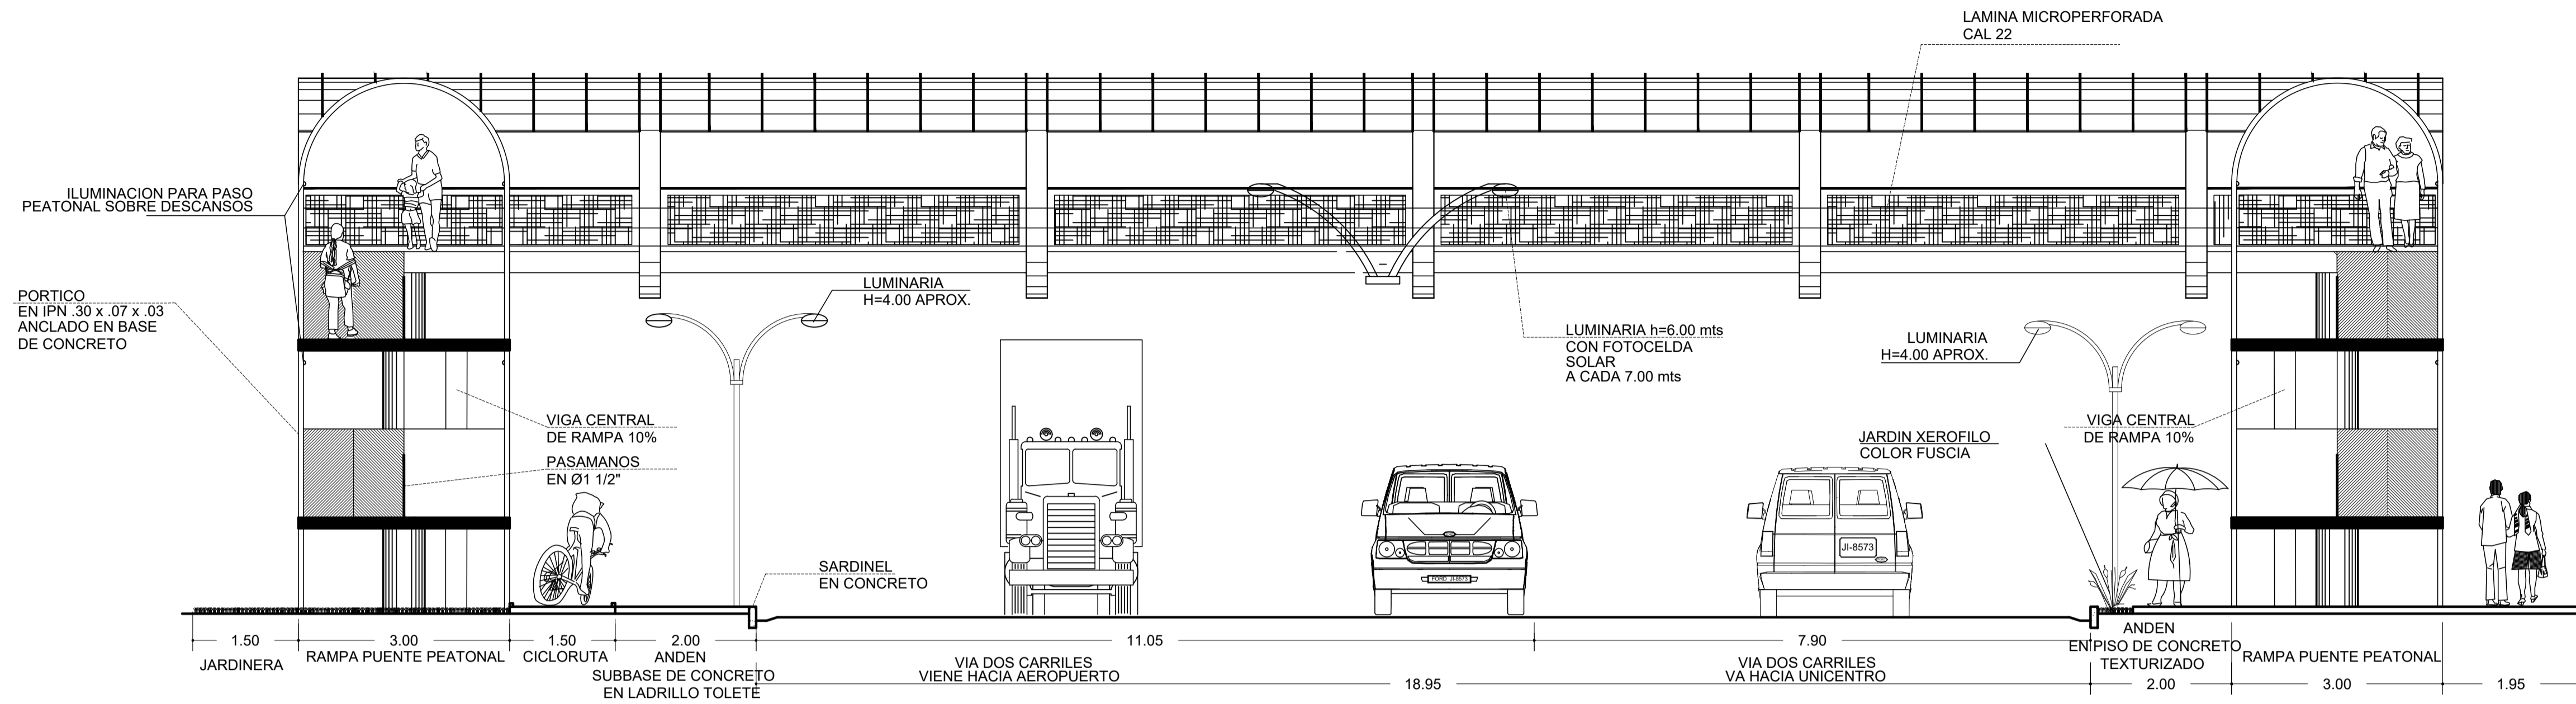 LAMINA MICROPERFORADA
CAL 22
ILUMINACION PARA PASO
PEATONAL SOBRE DESCANSOS
PORTICO
EN IPN .30 x .07 x .03
ANCLADO EN BASE
DE CONCRETO
LUMINARIA
H=4.00 APROX.
LUMINARIA h=6.00 mts
CON FOTOCELDA
SOLAR
A CADA 7.00 mts
LUMINARIA
H=4.00 APROX.
VIGA CENTRAL
DE RAMPA 10%
PASAMANOS
EN Ø1 1/2"
JARDIN XEROFILO
COLOR FUSCIA
VIGA CENTRAL
DE RAMPA 10%
SARDINEL
EN CONCRETO
FORD JI-8573
JI-8573
1.50
JARDINERA
3.00
RAMPA PUENTE PEATONAL
1.50
CICLORUTA
2.00
ANDEN
SUBBASE DE CONCRETO
EN LADRILLO TOLETE
11.05
VIA DOS CARRILES
VIENE HACIA AEROPUERTO
7.90
VIA DOS CARRILES
VA HACIA UNICENTRO
18.95
ANDEN
EN PISO DE CONCRETO
TEXTURIZADO
2.00
RAMPA PUENTE PEATONAL
3.00
1.95